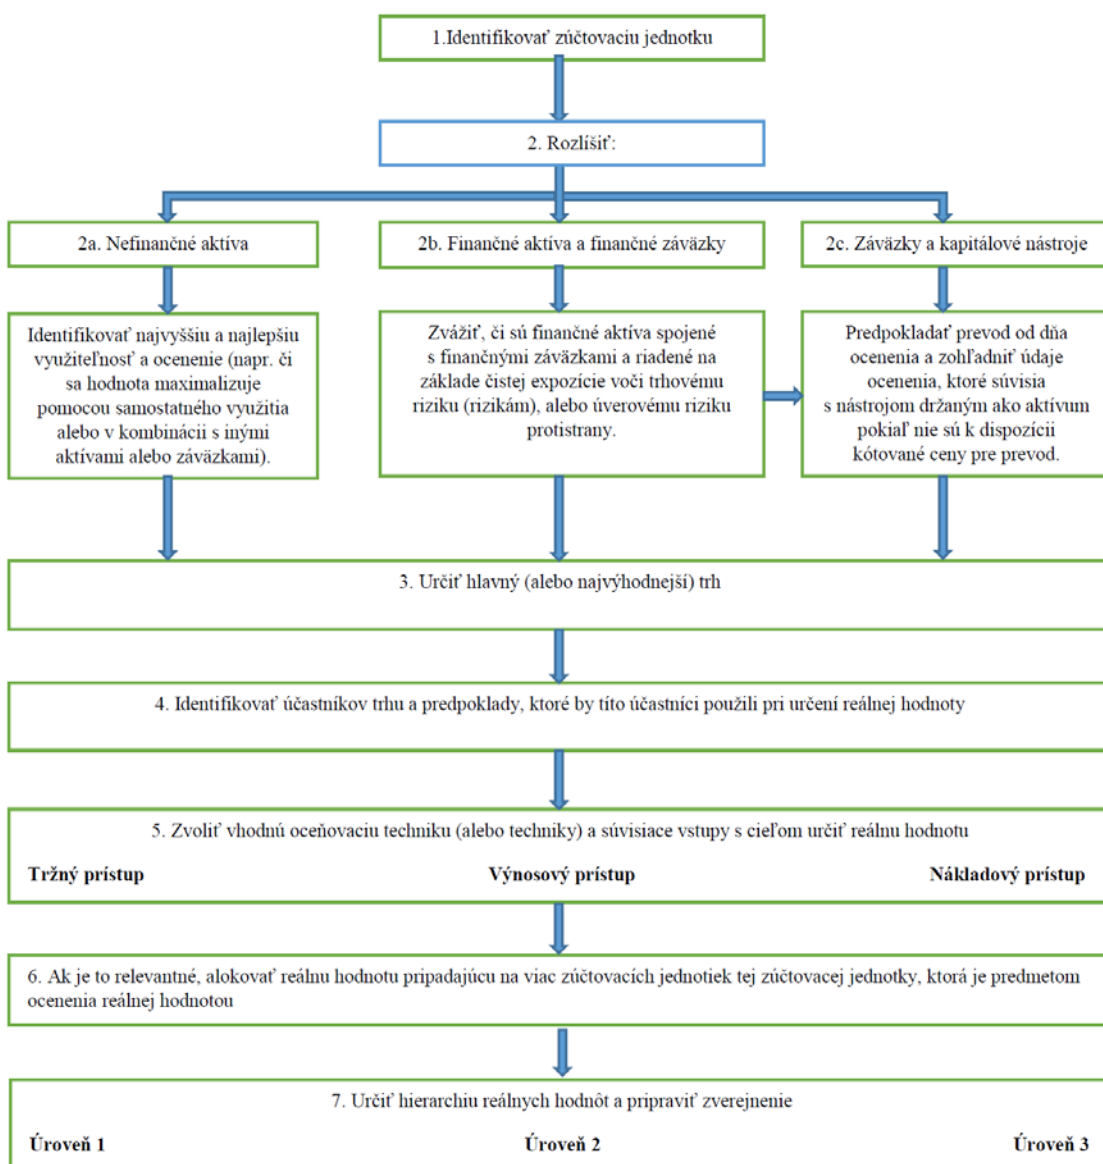 1.Identifikovať zúčtovaciu jednotku
2. Rozlíšiť:
2a. Nefinančné aktíva
2b. Finančné aktíva a finančné záväzky
2c. Záväzky a kapitálové nástroje
Identifikovať najvyššiu a najlepšiu
využiteľnosť a ocenenie (napr. či
sa hodnota maximalizuje
pomocou samostatného využitia
alebo v kombinácii s inými
aktívami alebo záväzkami).
Zvážiť, či sú finančné aktíva spojené
s finančnými záväzkami a riadené na
základe čistej expozície voči trhovému
riziku (rizikám), alebo úverovému riziku
protistrany.
Predpokladať prevod od dňa
ocenenia a zohľadniť údaje
ocenenia, ktoré súvisia
s nástrojom držaným ako aktívum
pokiaľ nie sú k dispozícii
kótované ceny pre prevod.
3. Určiť hlavný (alebo najvýhodnejší) trh
4. Identifikovať účastníkov trhu a predpoklady, ktoré by títo účastníci použili pri určení reálnej hodnoty
5. Zvoliť vhodnú oceňovaciu techniku (alebo techniky) a súvisiace vstupy s cieľom určiť reálnu hodnotu
Tržný prístup Výnosový prístup Nákladový prístup
6. Ak je to relevantné, alokovať reálnu hodnotu pripadajúcu na viac zúčtovacích jednotiek tej zúčtovacej jednotky, ktorá je predmetom
ocenenia reálnej hodnotou
7. Určiť hierarchiu reálnych hodnôt a pripraviť zverejnenie
Úroveň 1 Úroveň 2 Úroveň 3